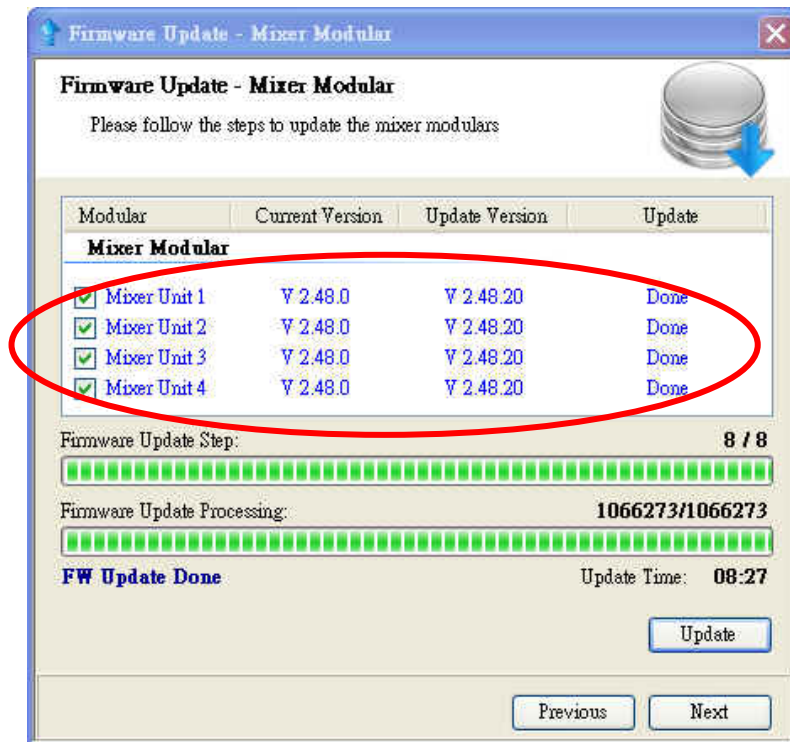 Firmware Update - Mixer Modular
Firmware Update - Mixer Modular
Please follow the steps to update the mixer modulars
Modular Current Version Update Version Update
Mixer Modular
Mixer Unit 1 V 2.48.0 V 2.48.20 Done
Mixer Unit 2 V 2.48.0 V 2.48.20 Done
Mixer Unit 3 V 2.48.0 V 2.48.20 Done
Mixer Unit 4 V 2.48.0 V 2.48.20 Done
Firmware Update Step: 8 / 8
Firmware Update Processing: 1066273/1066273
FW Update Done Update Time: 08:27
Update
Previous Next